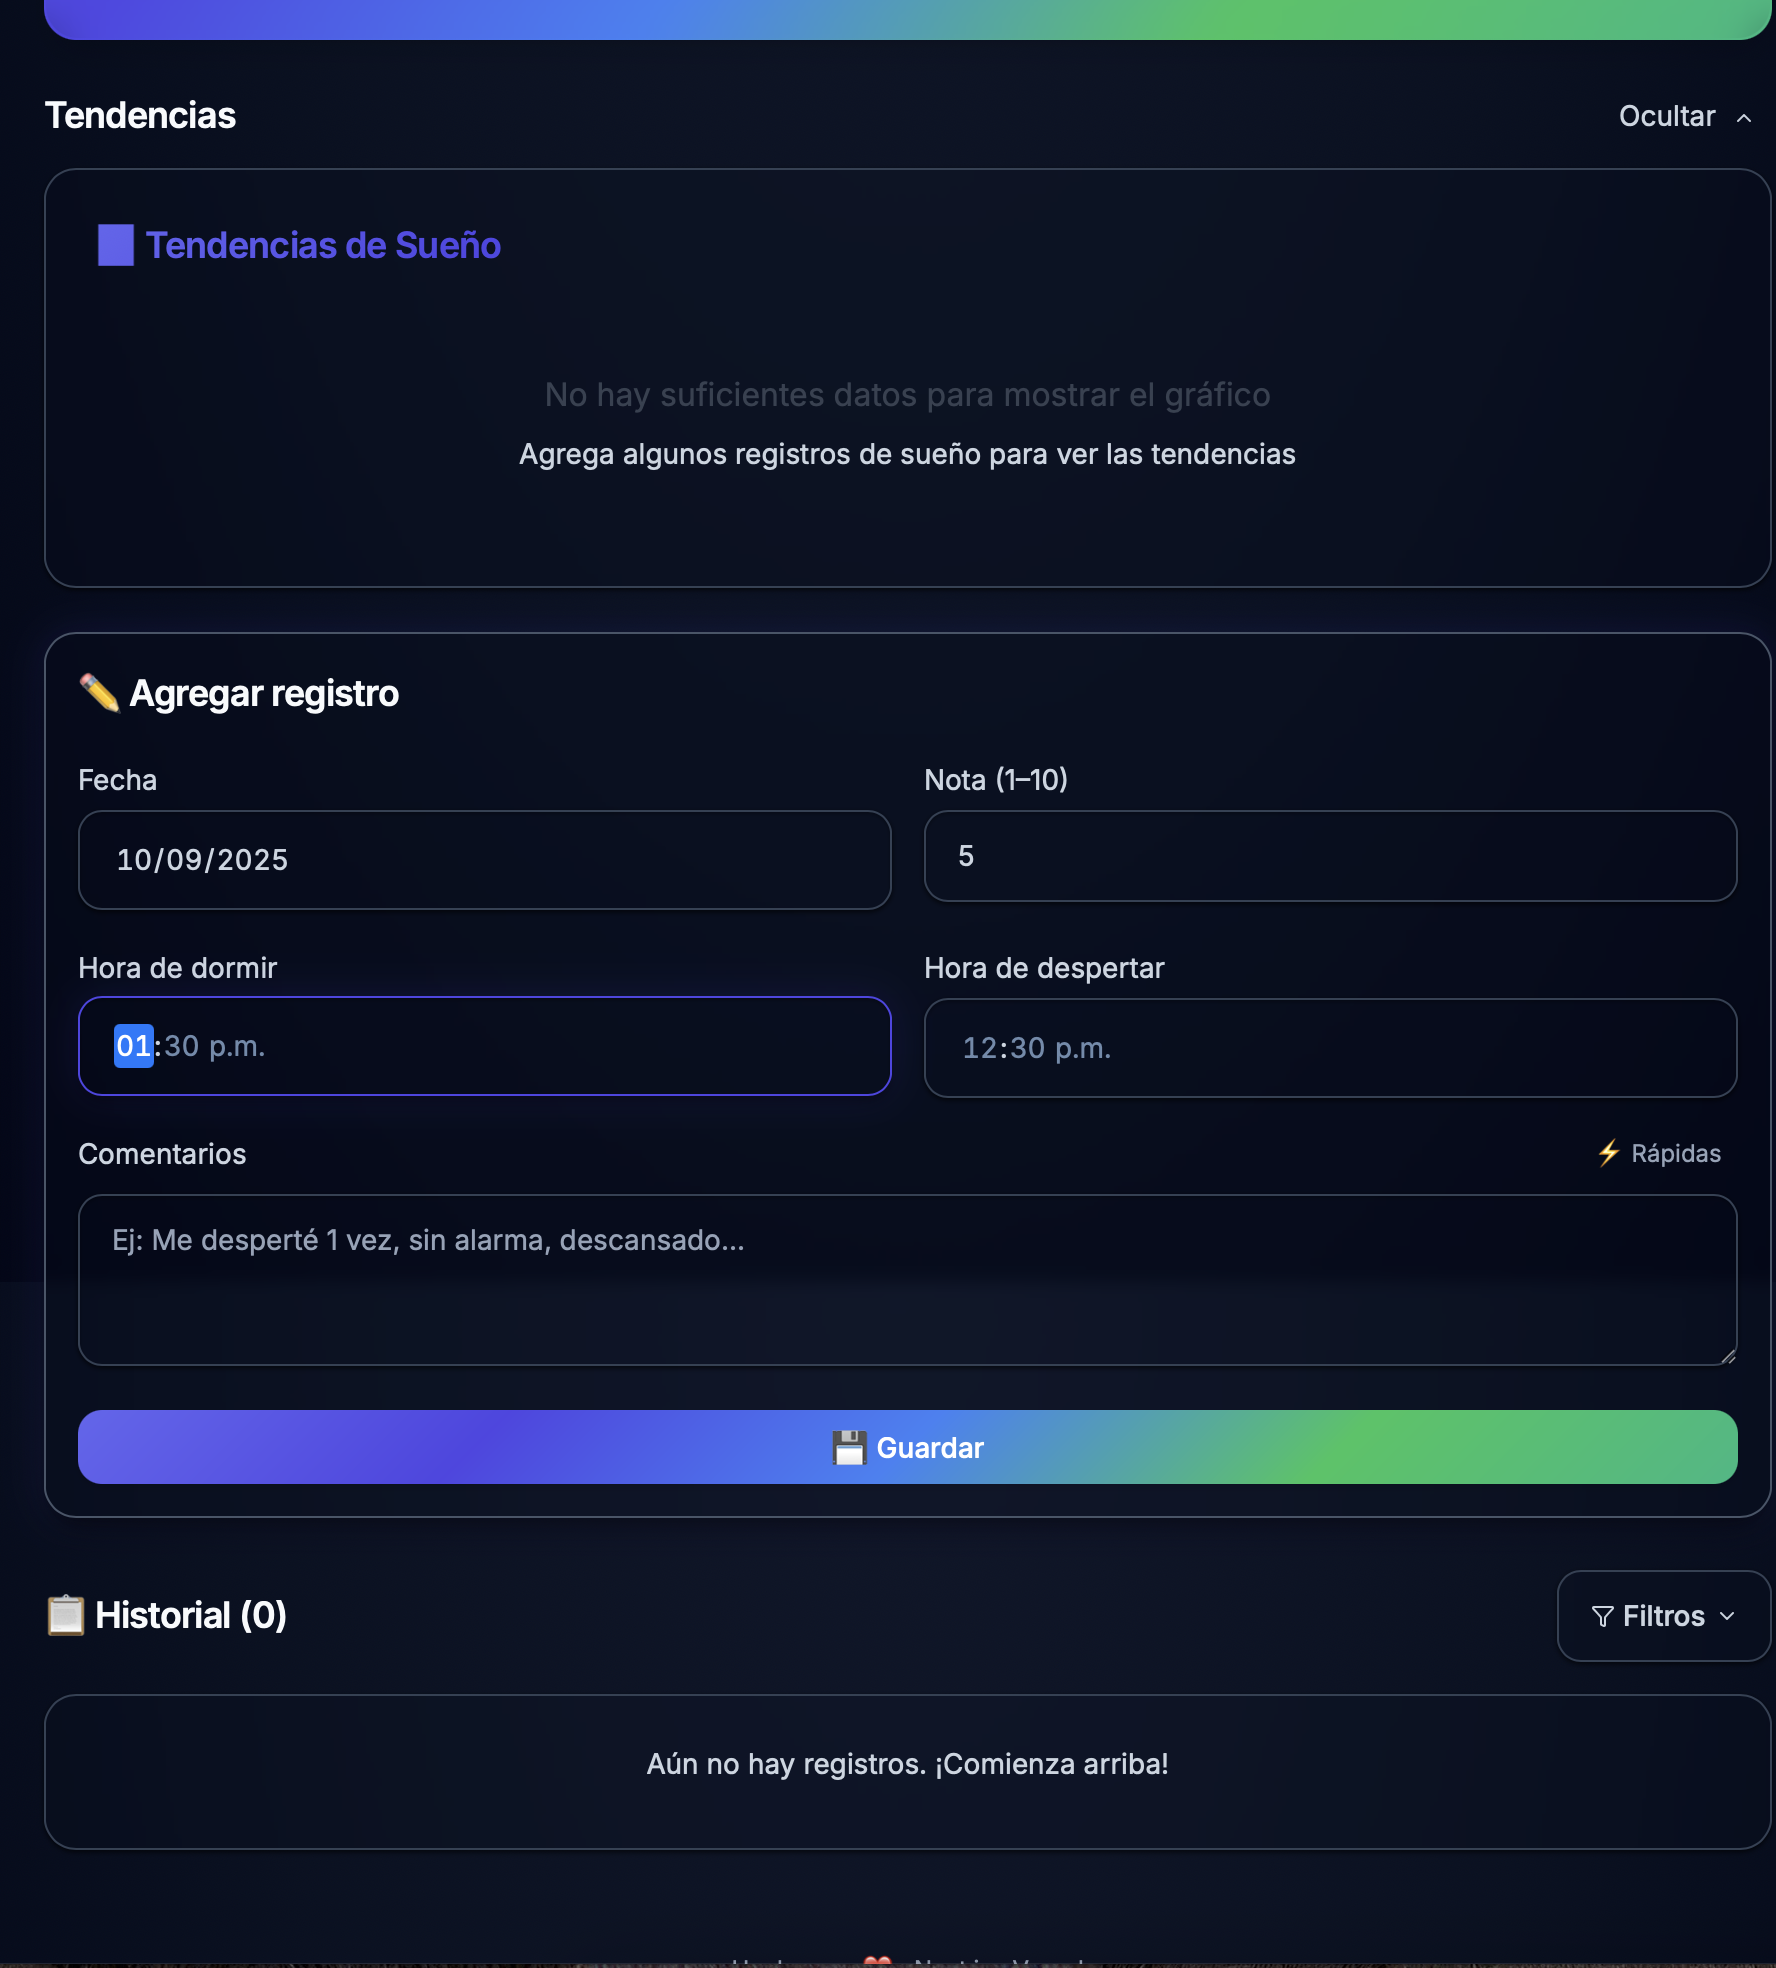 Tendencias
Ocultar
Tendencias de Sueño
No hay suficientes datos para mostrar el gráfico
Agrega algunos registros de sueño para ver las tendencias
✏️ Agregar registro
Fecha
Nota (1–10)
10/09/2025
5
Hora de dormir
Hora de despertar
01:30 p.m.
12:30 p.m.
Comentarios
⚡ Rápidas
Ej: Me desperté 1 vez, sin alarma, descansado...
💾 Guardar
📋 Historial (0)
Filtros
Aún no hay registros. ¡Comienza arriba!